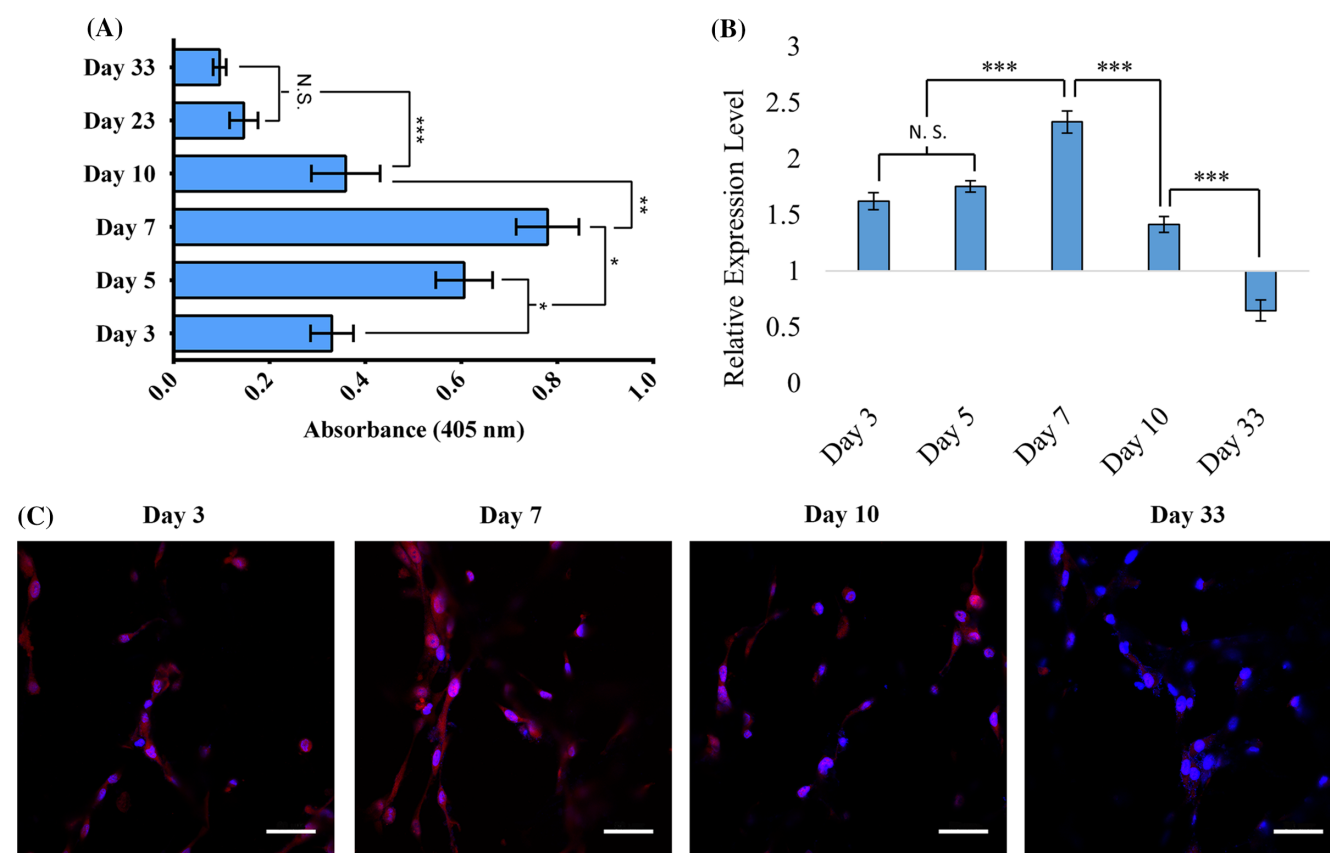 (A)
Day 33
Day 23
Day 10
Day 7
Day 5
Day 3
N.S.
***
**
*
*
0.0 0.2 0.4 0.6 0.8 1.0
Absorbance (405 nm)
(B)
Relative Expression Level
3
2.5
2
1.5
1
0.5
0
N. S.
*** *** ***
Day 3 Day 5 Day 7 Day 10 Day 33
(C)
Day 3 Day 7 Day 10 Day 33